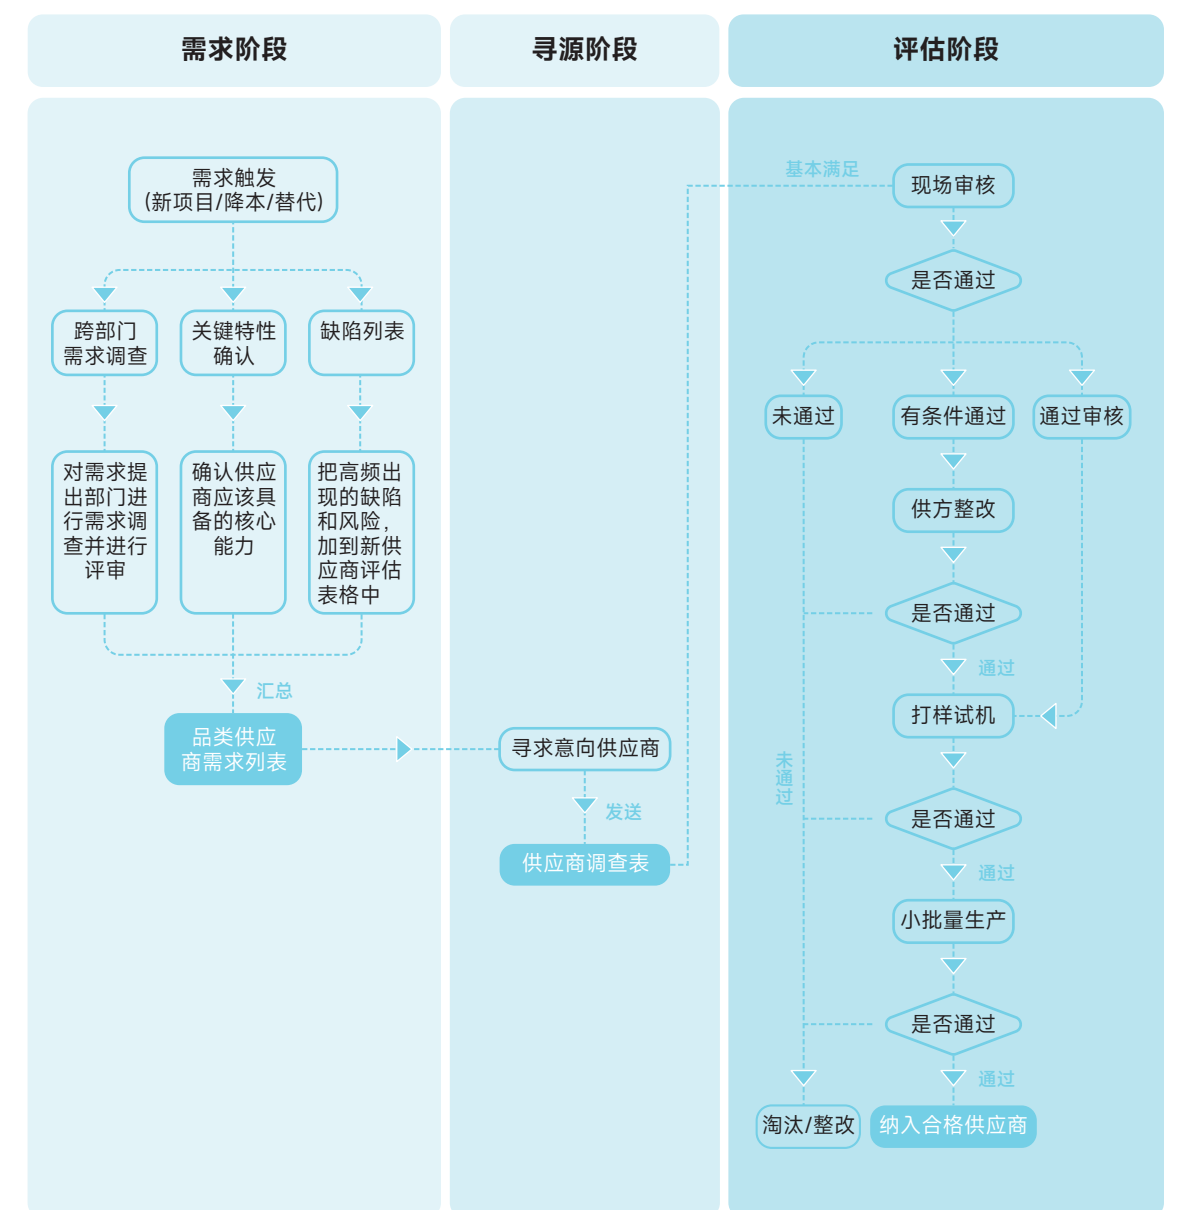 需求阶段
寻源阶段
评估阶段
需求触发
(新项目/降本/替代)
跨部门
需求调查
关键特性
确认
缺陷列表
对需求提
出部门进
行需求调
查并进行
评审
确认供应
商应该具
备的核心
能力
把高频出
现的缺陷
和风险，
加到新供
应商评估
表格中
汇总
品类供应
商需求列表
寻求意向供应商
发送
供应商调查表
基本满足
现场审核
是否通过
未通过
有条件通过
通过审核
供方整改
是否通过
通过
打样试机
未通过
是否通过
通过
小批量生产
是否通过
通过
淘汰/整改
纳入合格供应商